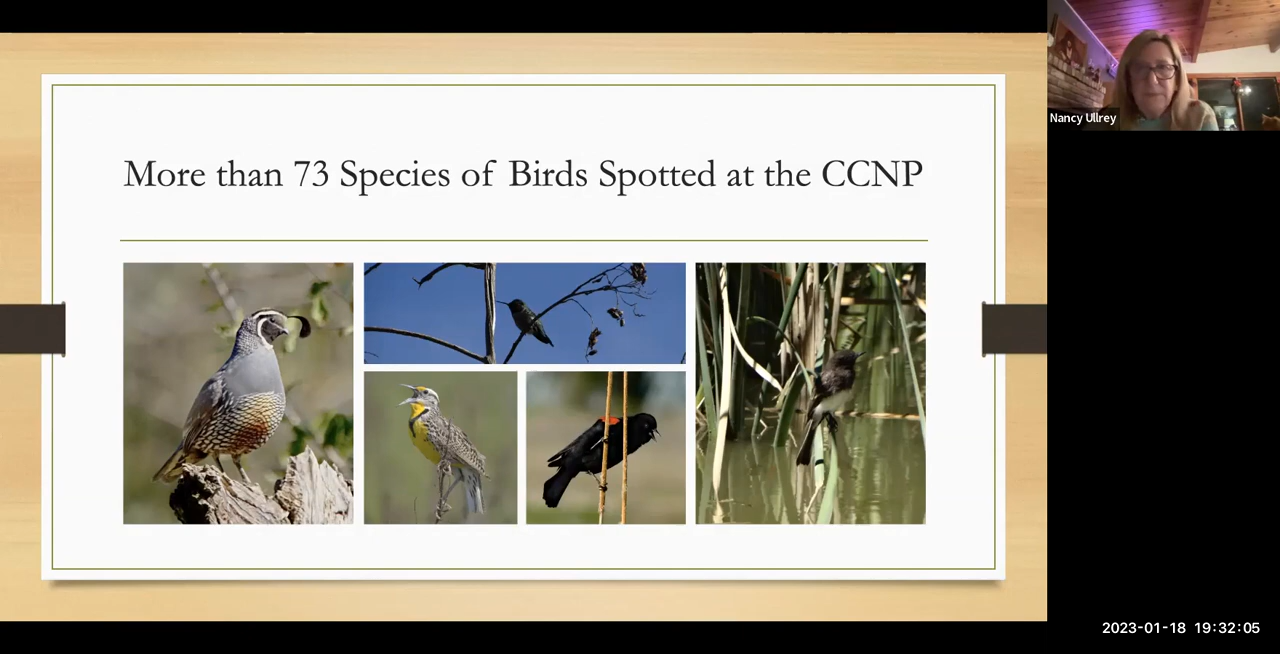 More than 73 Species of Birds Spotted at the CCNP
Nancy Ullrey
2023-01-18 19:32:05